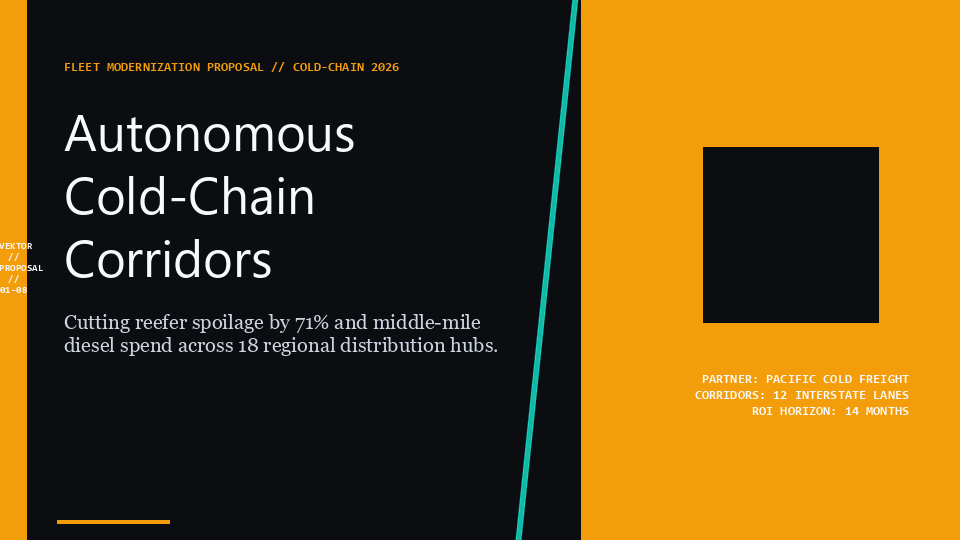 FLEET MODERNIZATION PROPOSAL // COLD-CHAIN 2026
Autonomous
Cold-Chain
Corridors
Cutting reefer spoilage by 71% and middle-mile
diesel spend across 18 regional distribution hubs.
VEKTOR
//
PROPOSAL
//
01-08
PARTNER: PACIFIC COLD FREIGHT
CORRIDORS: 12 INTERSTATE LANES
ROI HORIZON: 14 MONTHS